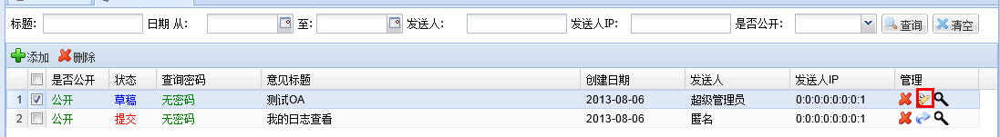 标题: 日期 从: 至: 发送人: 发送人IP: 是否公开: 查询 清空
添加 删除
是否公开 状态 查询密码 意见标题 创建日期 发送人 发送人IP 管理
1 公开 草稿 无密码 测试OA 2013-08-06 超级管理员 0:0:0:0:0:0:0:1
2 公开 提交 无密码 我的日志查看 2013-08-06 匿名 0:0:0:0:0:0:0:1